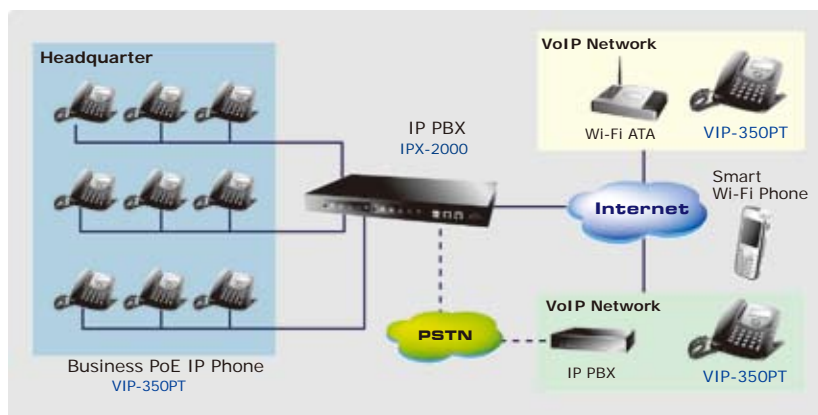 Headquarter
Business PoE IP Phone
VIP-350PT
IP PBX
IPX-2000
VoIP Network
Wi-Fi ATA
VIP-350PT
Internet
Smart
Wi-Fi Phone
PSTN
VoIP Network
IP PBX
VIP-350PT